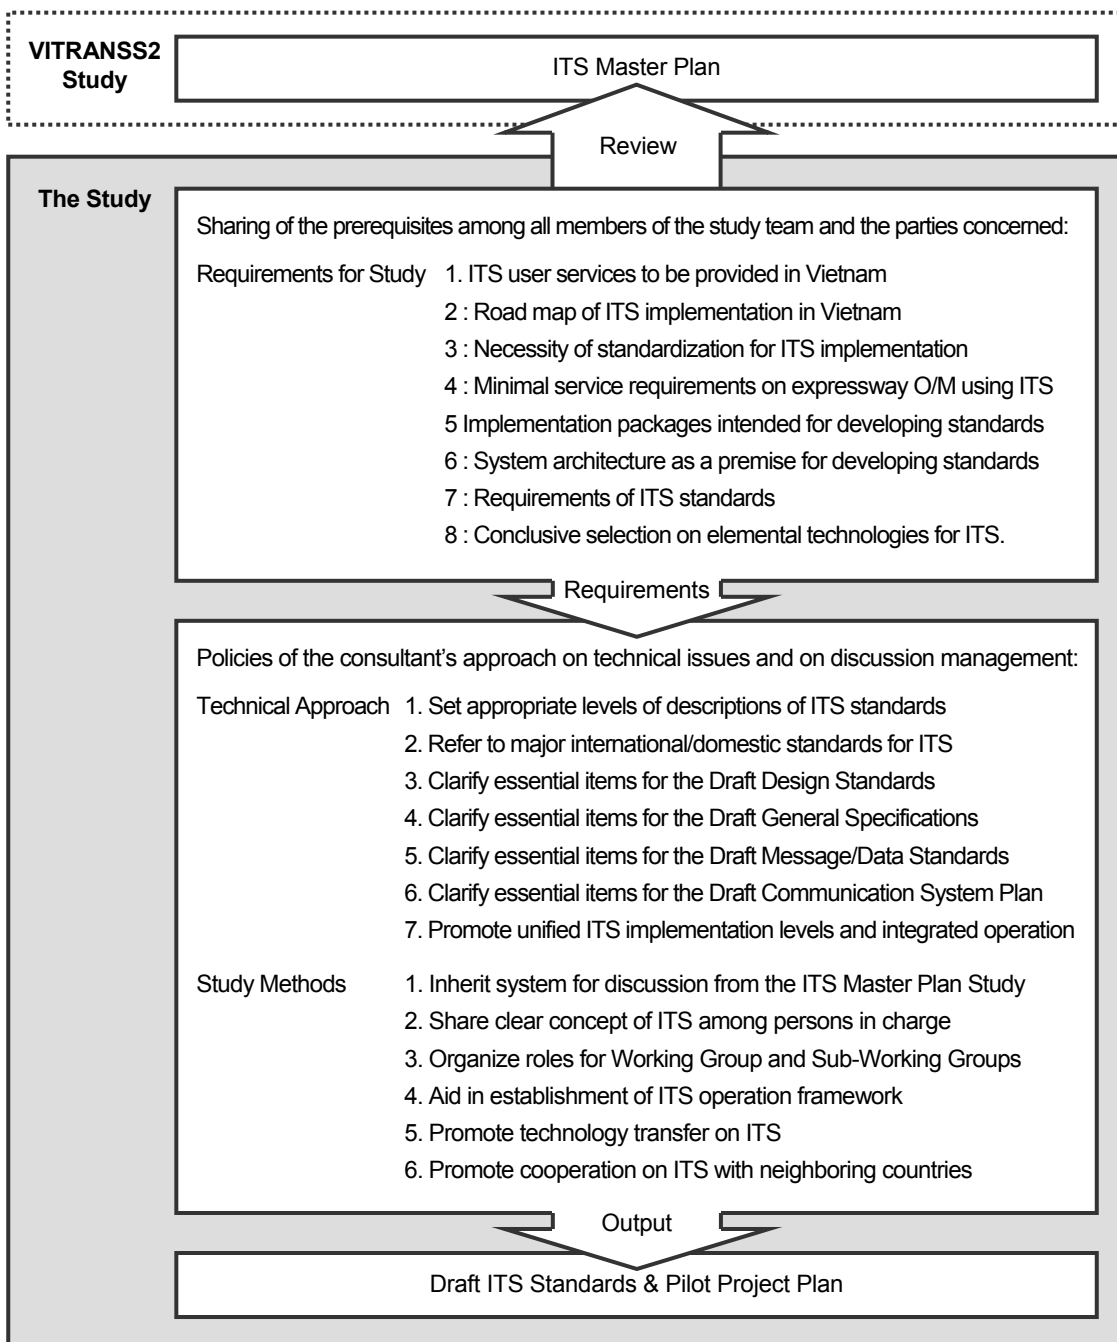 VITRANSS2
Study
ITS Master Plan
Review
The Study
Sharing of the prerequisites among all members of the study team and the parties concerned:
Requirements for Study 1. ITS user services to be provided in Vietnam
2 : Road map of ITS implementation in Vietnam
3 : Necessity of standardization for ITS implementation
4 : Minimal service requirements on expressway O/M using ITS
5 Implementation packages intended for developing standards
6 : System architecture as a premise for developing standards
7 : Requirements of ITS standards
8 : Conclusive selection on elemental technologies for ITS.
Requirements
Policies of the consultant's approach on technical issues and on discussion management:
Technical Approach 1. Set appropriate levels of descriptions of ITS standards
2. Refer to major international/domestic standards for ITS
3. Clarify essential items for the Draft Design Standards
4. Clarify essential items for the Draft General Specifications
5. Clarify essential items for the Draft Message/Data Standards
6. Clarify essential items for the Draft Communication System Plan
7. Promote unified ITS implementation levels and integrated operation
Study Methods 1. Inherit system for discussion from the ITS Master Plan Study
2. Share clear concept of ITS among persons in charge
3. Organize roles for Working Group and Sub-Working Groups
4. Aid in establishment of ITS operation framework
5. Promote technology transfer on ITS
6. Promote cooperation on ITS with neighboring countries
Output
Draft ITS Standards & Pilot Project Plan